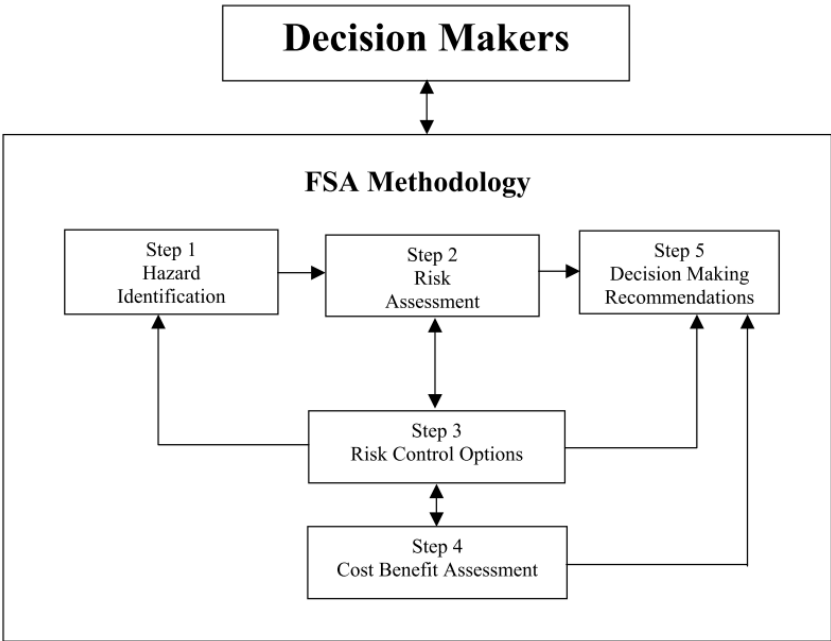 Decision Makers
FSA Methodology
Step 1
Hazard
Identification
Step 2
Risk
Assessment
Step 5
Decision Making
Recommendations
Step 3
Risk Control Options
Step 4
Cost Benefit Assessment